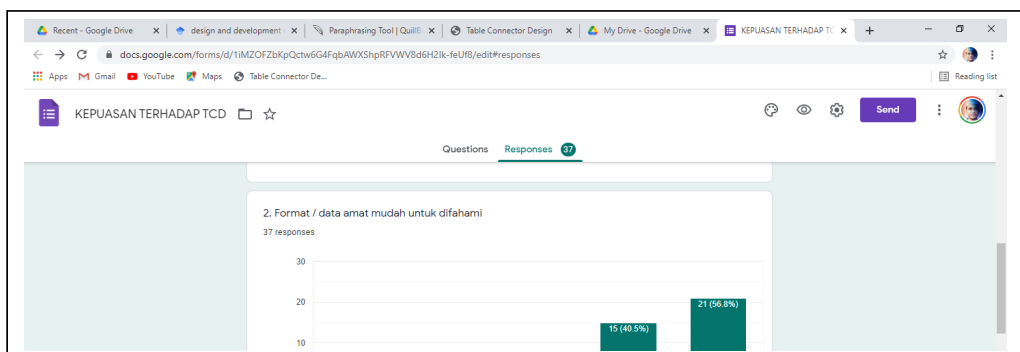 Recent - Google Drive
design and development
Paraphrasing Tool | QuillB
Table Connector Design
My Drive - Google Drive
KEPUASAN TERHADAP TC
docs.google.com/forms/d/1iMZOFZbKpQctw6G4FqbAWXShpRFVWV8d6H2Ik-feUf8/edit#responses
Apps
Gmail
YouTube
Maps
Table Connector De...
Reading list
KEPUASAN TERHADAP TCD
Send
Questions
Responses 37
2. Format / data amat mudah untuk difahami
37 responses
30
20
10
15 (40.5%)
21 (56.8%)